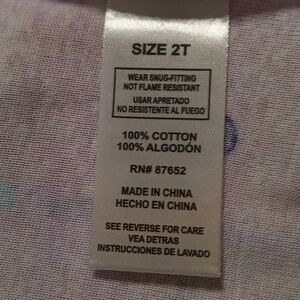 SIZE 2T
WEAR SNUG-FITTING
NOT FLAME RESISTANT
USAR APRETADO
NO RESISTENTE AL FUEGO
100% COTTON
100% ALGODÓN
RN# 87652
MADE IN CHINA
HECHO EN CHINA
SEE REVERSE FOR CARE
VEA DETRAS
INSTRUCCIONES DE LAVADO